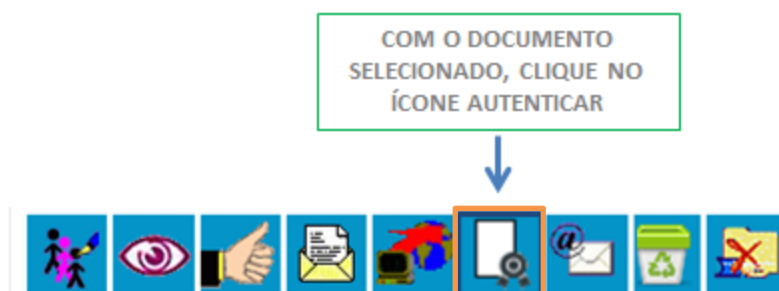 COM O DOCUMENTO
SELECIONADO, CLIQUE NO
ÍCONE AUTENTICAR
@